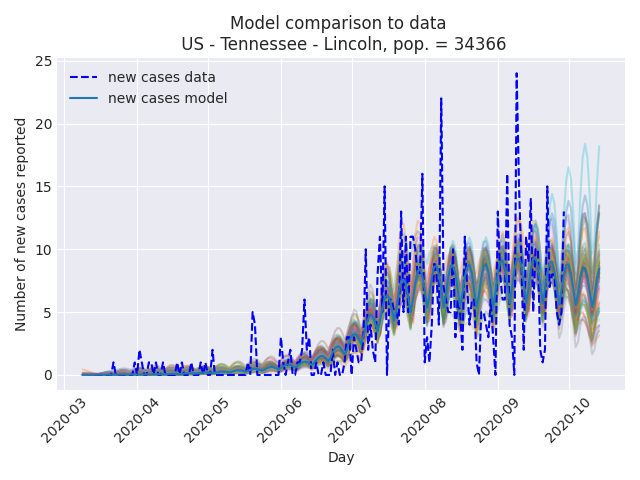 Model comparison to data
US - Tennessee - Lincoln, pop. = 34366
new cases data
new cases model
Number of new cases reported
25
20
15
10
5
0
2020-03
2020-04
2020-05
2020-06
2020-07
2020-08
2020-09
2020-10
Day